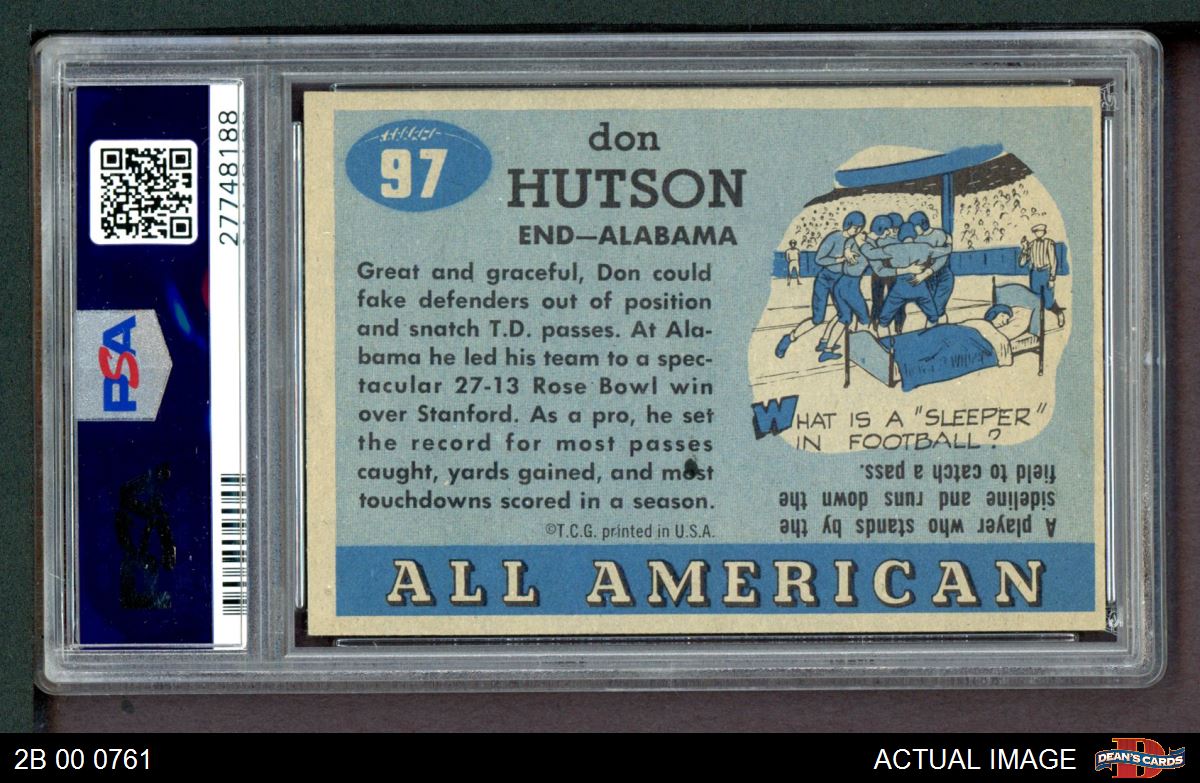 27748188
PSA
97
don
HUTSON
END—ALABAMA
Great and graceful, Don could
fake defenders out of position
and snatch T.D. passes. At Ala-
bama he led his team to a spec-
tacular 27-13 Rose Bowl win
over Stanford. As a pro, he set
the record for most passes
caught, yards gained, and most
touchdowns scored in a season.
©T.C.G. printed in U.S.A.
WHAT IS A "SLEEPER"
IN FOOTBALL?
A player who stands by the
sideline and runs down the
field to catch a pass.
ALL AMERICAN
PSA
2B 00 0761
ACTUAL IMAGE
D
DEAN'S CARDS